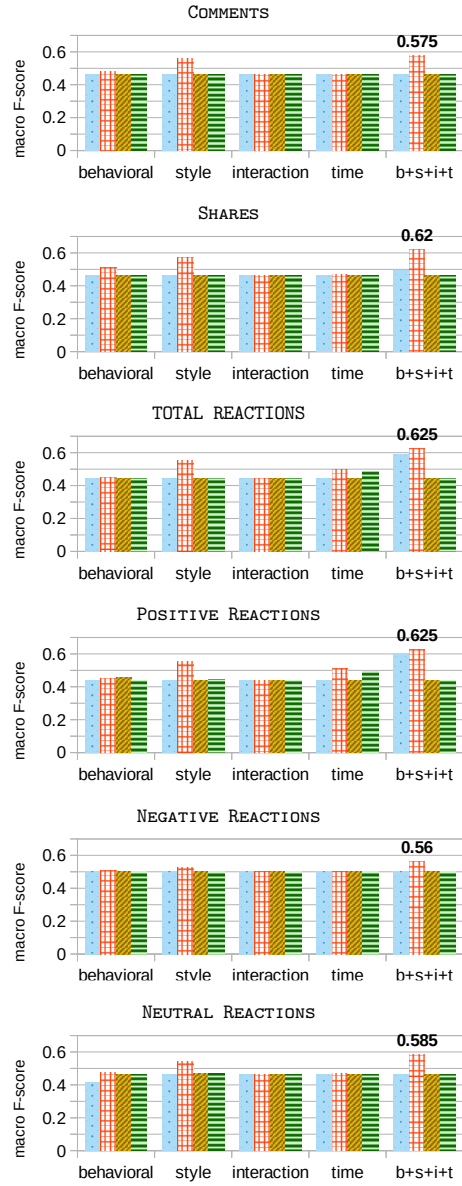 COMMENTS
0.575
macro F-score
0.6
0.4
0.2
0
behavioral style interaction time b+s+i+t
SHARES
0.62
macro F-score
0.6
0.4
0.2
0
behavioral style interaction time b+s+i+t
TOTAL REACTIONS
0.625
macro F-score
0.6
0.4
0.2
0
behavioral style interaction time b+s+i+t
POSITIVE REACTIONS
0.625
macro F-score
0.6
0.4
0.2
0
behavioral style interaction time b+s+i+t
NEGATIVE REACTIONS
0.56
macro F-score
0.6
0.4
0.2
0
behavioral style interaction time b+s+i+t
NEUTRAL REACTIONS
0.585
macro F-score
0.6
0.4
0.2
0
behavioral style interaction time b+s+i+t